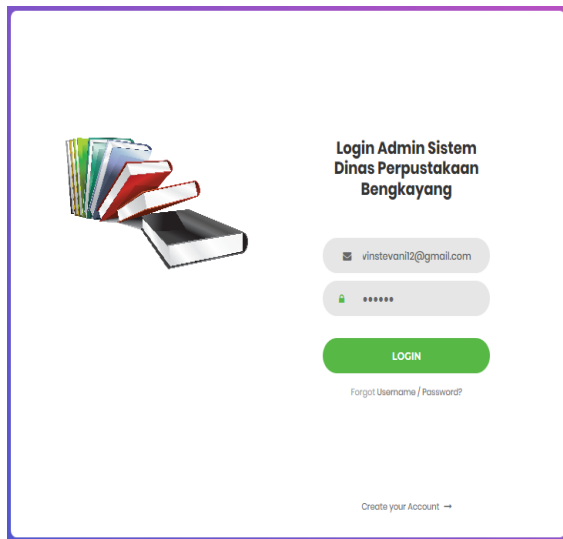 Login Admin Sistem
Dinas Perpustakaan
Bengkayang
vinstevani12@gmail.com
••••••
LOGIN
Forgot Username / Password?
Create your Account →